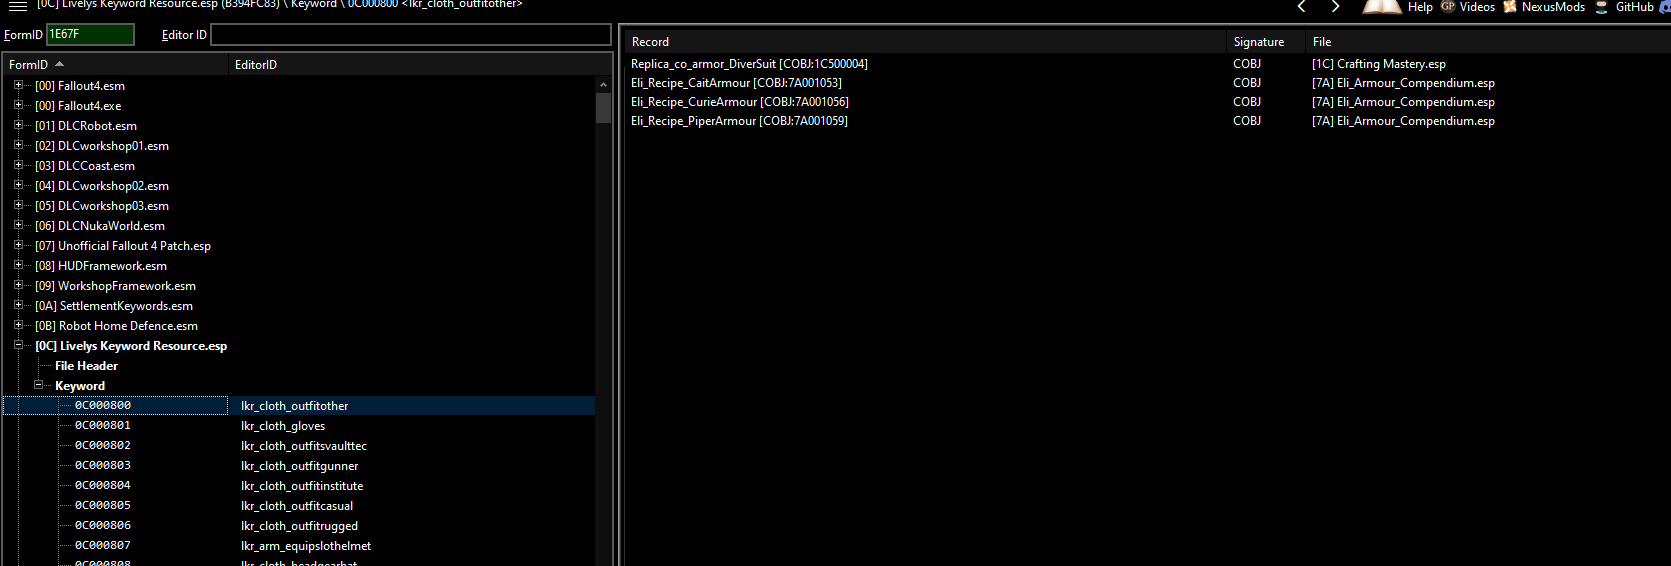 [0C] Livelys Keyword Resource.esp (B394FC83) \ Keyword \ 0C000800 <lkr_cloth_outfitother>
Help GP Videos NexusMods GitHub
FormID 1E67F Editor ID
FormID EditorID
[00] Fallout4.esm
[00] Fallout4.exe
[01] DLCRobot.esm
[02] DLCworkshop01.esm
[03] DLCCoast.esm
[04] DLCworkshop02.esm
[05] DLCworkshop03.esm
[06] DLCNukaWorld.esm
[07] Unofficial Fallout 4 Patch.esp
[08] HUDFramework.esm
[09] WorkshopFramework.esm
[0A] SettlementKeywords.esm
[0B] Robot Home Defence.esm
[0C] Livelys Keyword Resource.esp
File Header
Keyword
0C000800 lkr_cloth_outfitother
0C000801 lkr_cloth_gloves
0C000802 lkr_cloth_outfitsvaulttec
0C000803 lkr_cloth_outfitgunner
0C000804 lkr_cloth_outfitinstitute
0C000805 lkr_cloth_outfitcasual
0C000806 lkr_cloth_outfitrugged
0C000807 lkr_arm_equipslothelmet
0C000808 lkr_cloth_headgearhat
Record Signature File
Replica_co_armor_DiverSuit [COBJ:1C500004] COBJ [1C] Crafting Mastery.esp
Eli_Recipe_CaitArmour [COBJ:7A001053] COBJ [7A] Eli_Armour_Compendium.esp
Eli_Recipe_CurieArmour [COBJ:7A001056] COBJ [7A] Eli_Armour_Compendium.esp
Eli_Recipe_PiperArmour [COBJ:7A001059] COBJ [7A] Eli_Armour_Compendium.esp